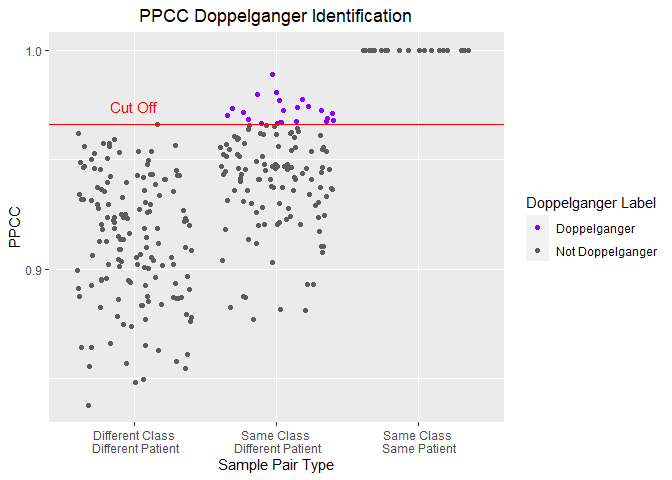 PPCC Doppelganger Identification
1.0
Cut Off
PPCC
0.9
Different Class
Different Patient
Same Class
Different Patient
Same Class
Same Patient
Sample Pair Type
Doppelganger Label
Doppelganger
Not Doppelganger